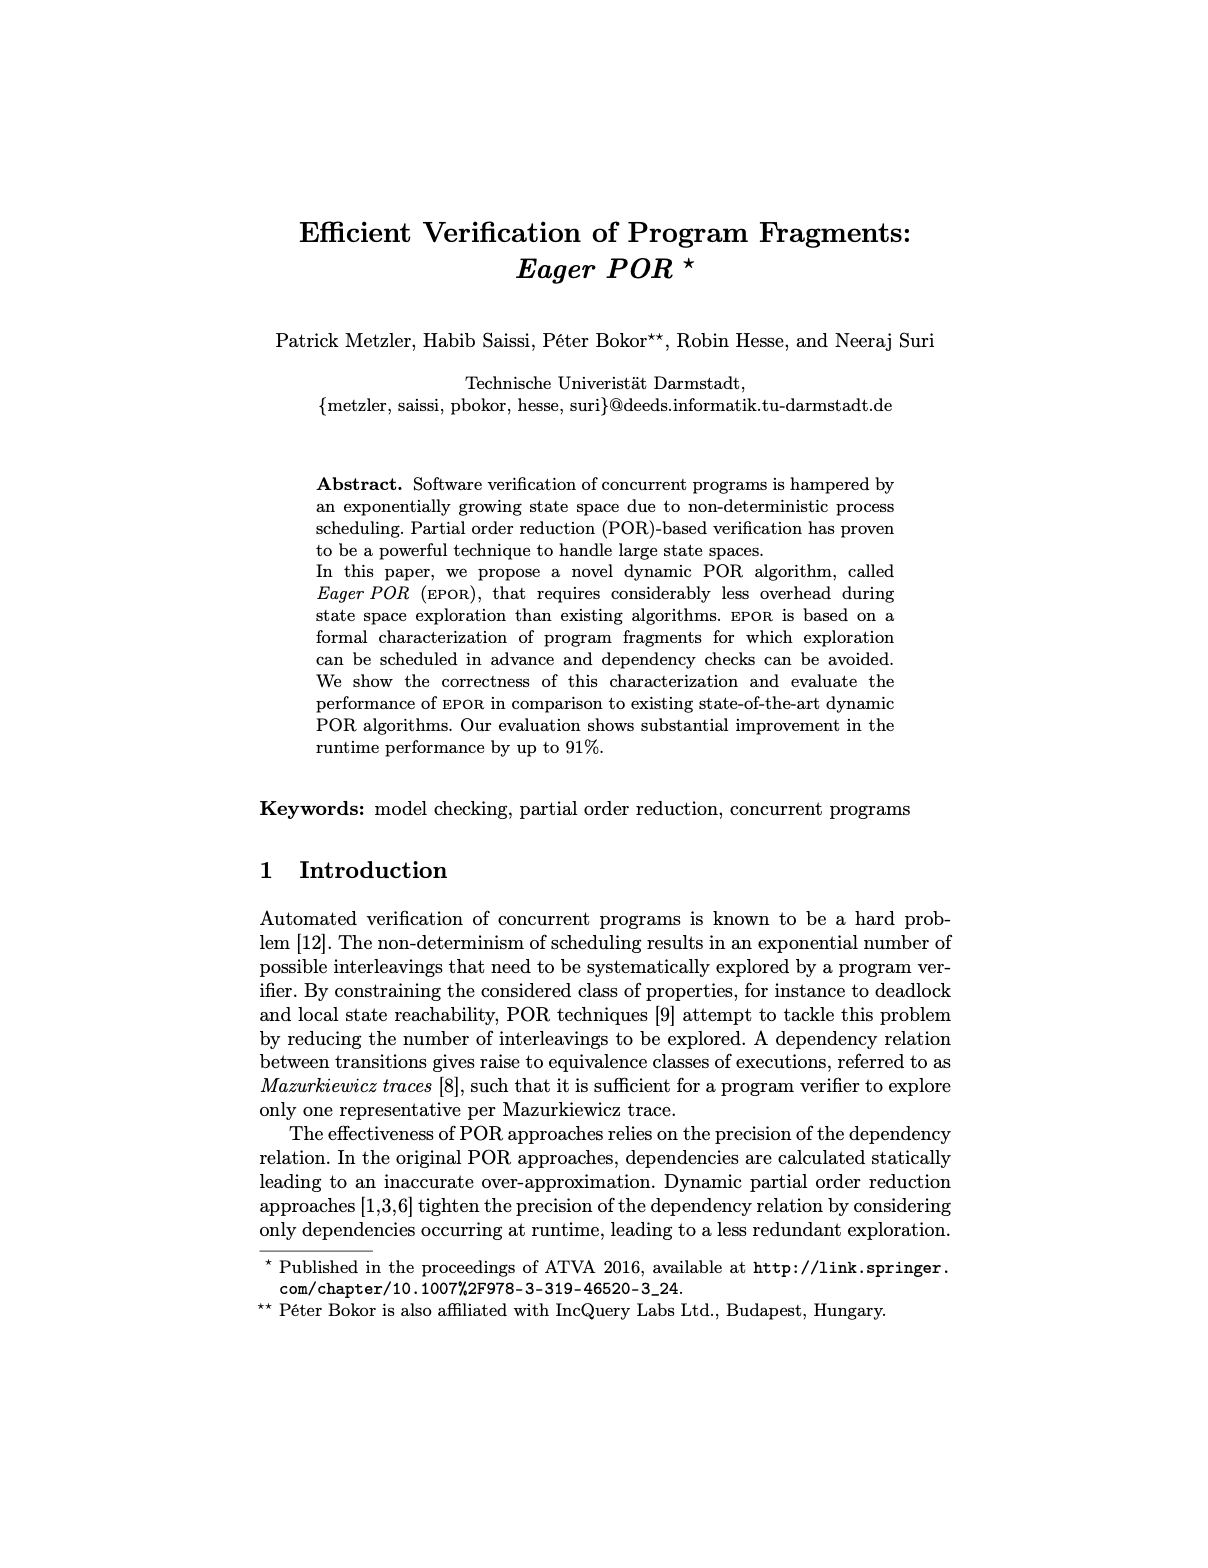 Efficient Verification of Program Fragments:
Eager POR ⋆
Patrick Metzler, Habib Saissi, Péter Bokor⋆⋆, Robin Hesse, and Neeraj Suri
Technische Univeristät Darmstadt,
{metzler, saissi, pbokor, hesse, suri}@deeds.informatik.tu-darmstadt.de
Abstract. Software verification of concurrent programs is hampered by
an exponentially growing state space due to non-deterministic process
scheduling. Partial order reduction (POR)-based verification has proven
to be a powerful technique to handle large state spaces.
In this paper, we propose a novel dynamic POR algorithm, called
Eager POR (EPOR), that requires considerably less overhead during
state space exploration than existing algorithms. EPOR is based on a
formal characterization of program fragments for which exploration
can be scheduled in advance and dependency checks can be avoided.
We show the correctness of this characterization and evaluate the
performance of EPOR in comparison to existing state-of-the-art dynamic
POR algorithms. Our evaluation shows substantial improvement in the
runtime performance by up to 91%.
Keywords: model checking, partial order reduction, concurrent programs
1 Introduction
Automated verification of concurrent programs is known to be a hard prob-
lem [12]. The non-determinism of scheduling results in an exponential number of
possible interleavings that need to be systematically explored by a program ver-
ifier. By constraining the considered class of properties, for instance to deadlock
and local state reachability, POR techniques [9] attempt to tackle this problem
by reducing the number of interleavings to be explored. A dependency relation
between transitions gives raise to equivalence classes of executions, referred to as
Mazurkiewicz traces [8], such that it is sufficient for a program verifier to explore
only one representative per Mazurkiewicz trace.
The effectiveness of POR approaches relies on the precision of the dependency
relation. In the original POR approaches, dependencies are calculated statically
leading to an inaccurate over-approximation. Dynamic partial order reduction
approaches [1,3,6] tighten the precision of the dependency relation by considering
only dependencies occurring at runtime, leading to a less redundant exploration.
⋆ Published in the proceedings of ATVA 2016, available at http://link.springer.
com/chapter/10.1007%2F978-3-319-46520-3_24.
⋆⋆ Péter Bokor is also affiliated with IncQuery Labs Ltd., Budapest, Hungary.